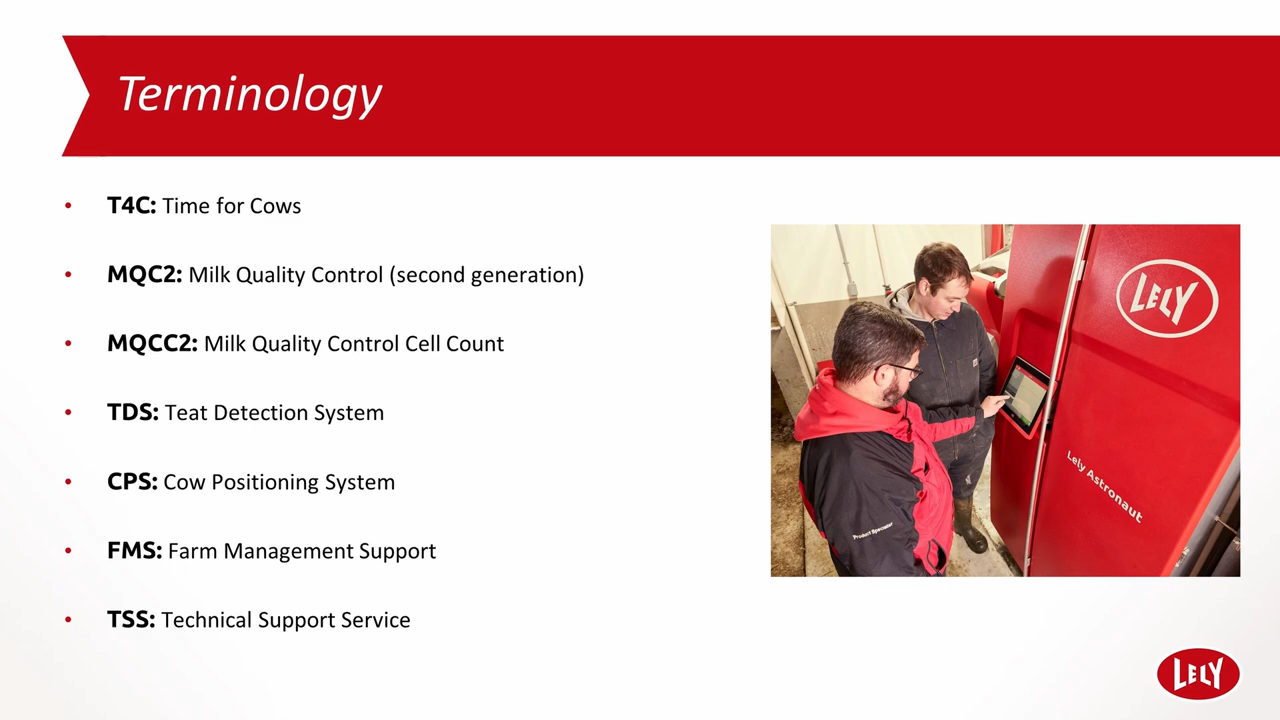 Terminology
• T4C: Time for Cows
• MQC2: Milk Quality Control (second generation)
• MQCC2: Milk Quality Control Cell Count
• TDS: Teat Detection System
• CPS: Cow Positioning System
• FMS: Farm Management Support
• TSS: Technical Support Service
LELY
Lely Astronaut
Product Specialist
LELY